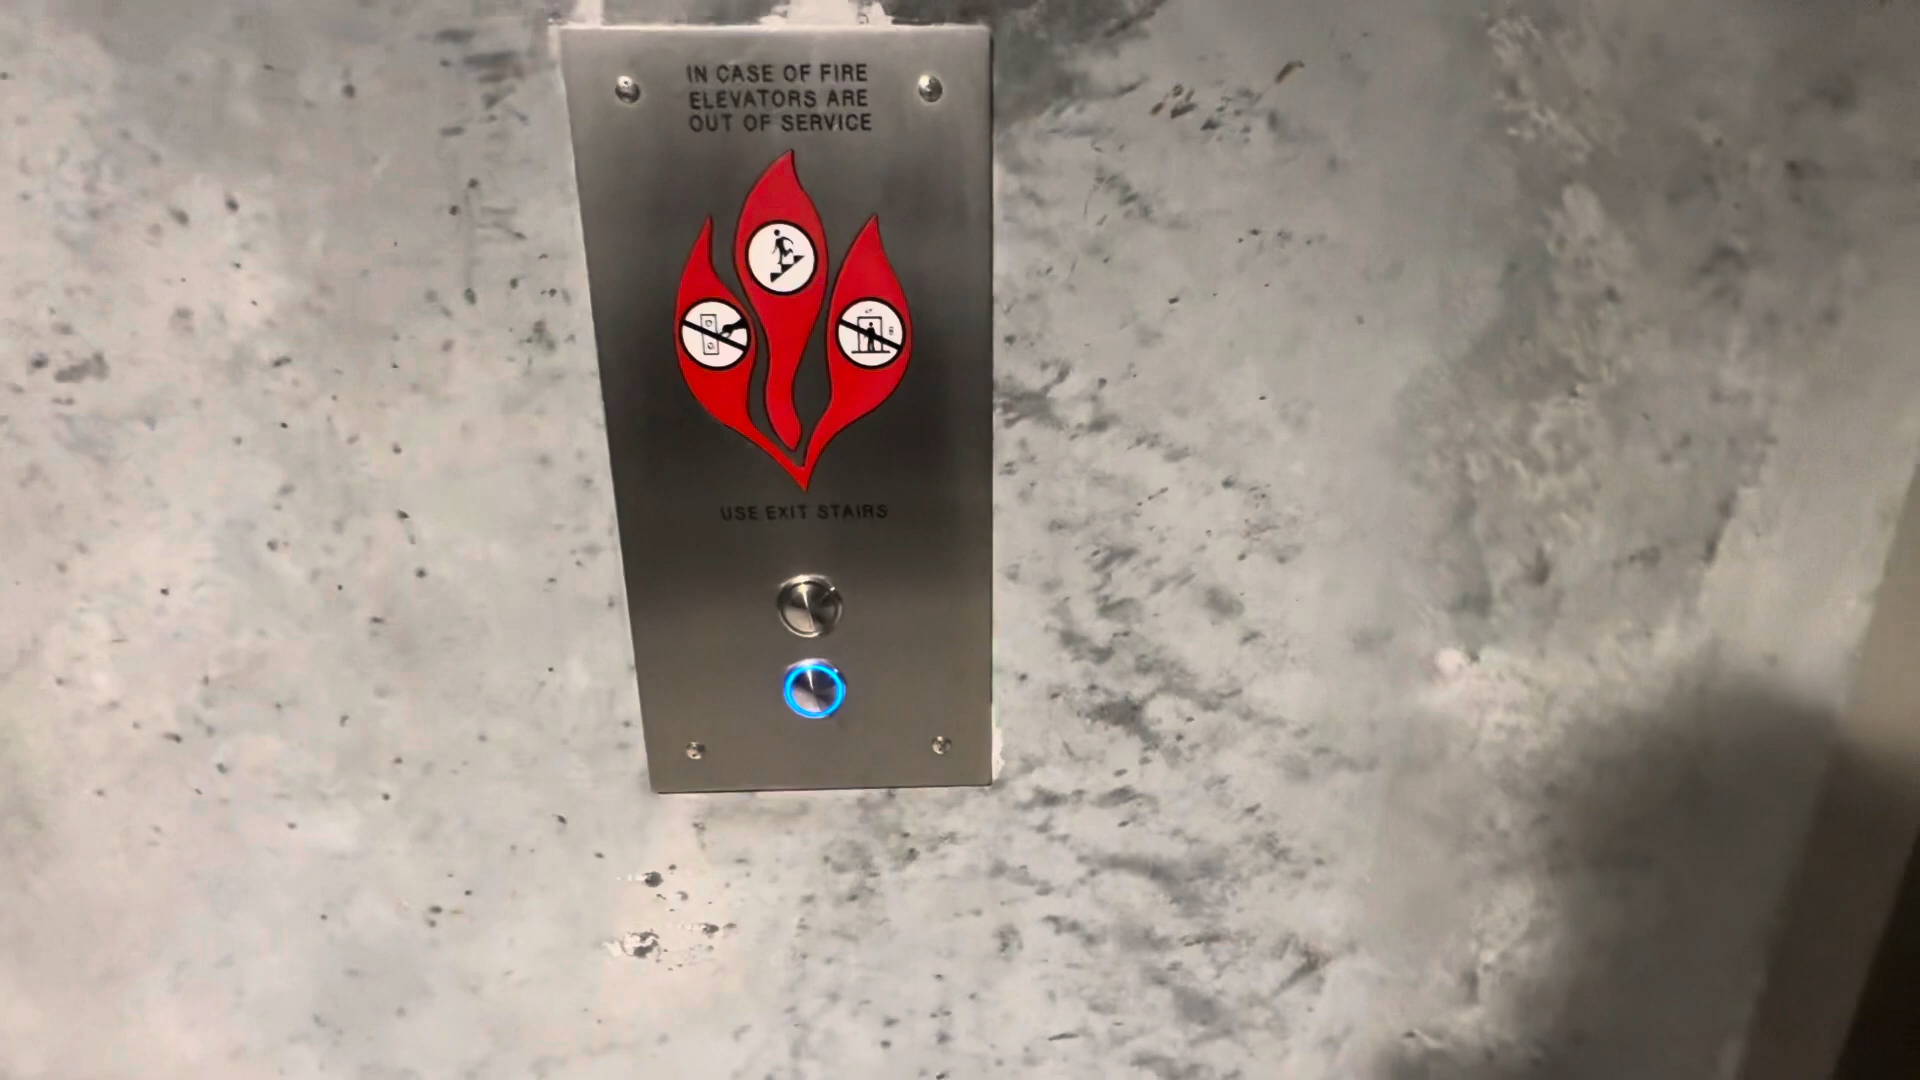 IN CASE OF FIRE
ELEVATORS ARE
OUT OF SERVICE
USE EXIT STAIRS